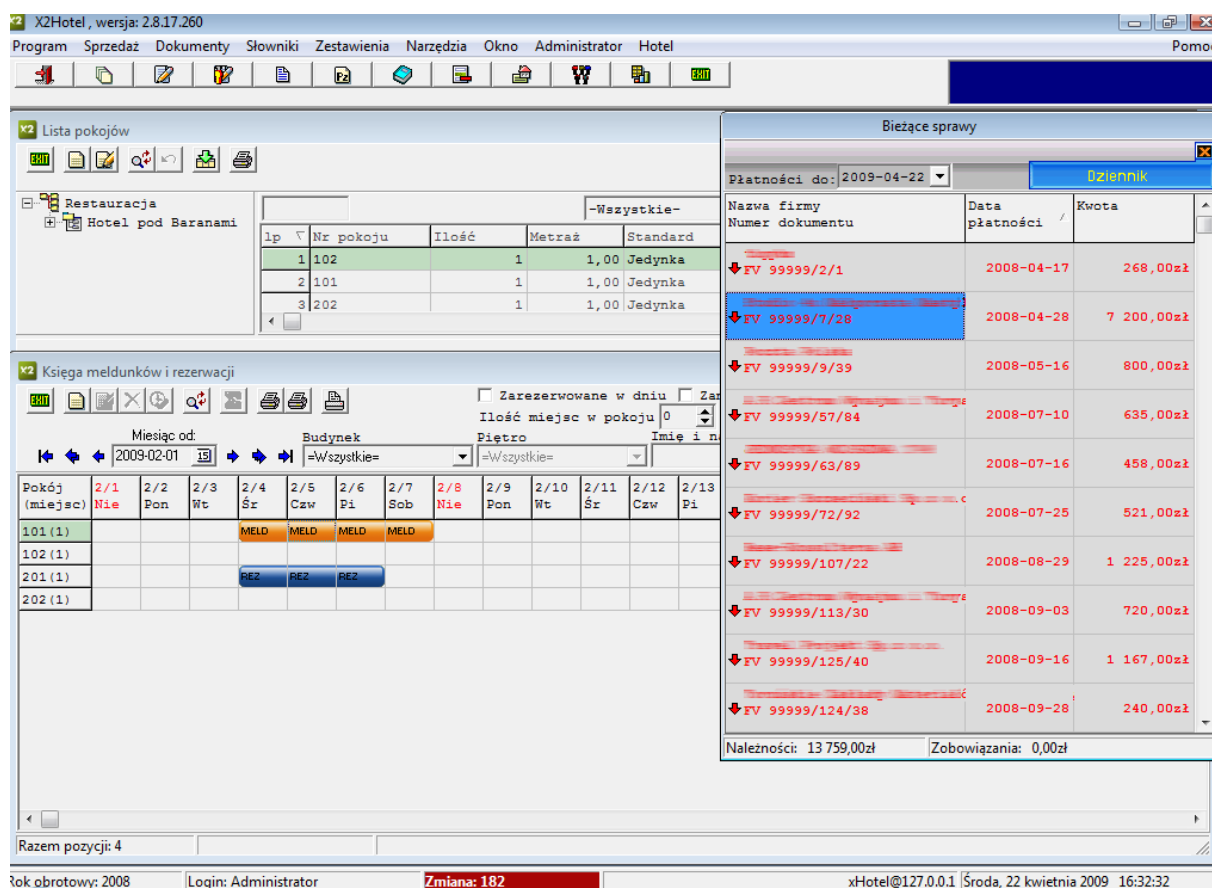 X2Hotel , wersja: 2.8.17.260
Program Sprzedaż Dokumenty Słowniki Zestawienia Narzędzia Okno Administrator Hotel Pomoc
Lista pokojów
Restauracja
Hotel pod Baranami
-Wszystkie-
lp Nr pokoju Ilość Metraż Standard
1 102 1 1,00 Jedynka
2 101 1 1,00 Jedynka
3 202 1 1,00 Jedynka
Księga meldunków i rezerwacji
Zarezerwowane w dniu Zar
Ilość miejsc w pokoju 0
Miesiąc od: Budynek Piętro Imię i na
2009-02-01 15 =Wszystkie= =Wszystkie=
Pokój 2/1 2/2 2/3 2/4 2/5 2/6 2/7 2/8 2/9 2/10 2/11 2/12 2/13
(miejsc) Nie Pon Wt Śr Czw Pi Sob Nie Pon Wt Śr Czw Pi
101(1) MELD MELD MELD MELD
102(1)
201(1) REZ REZ REZ
202(1)
Razem pozycji: 4
Bieżące sprawy
Płatności do: 2009-04-22 Dziennik
Nazwa firmy Data Kwota
Numer dokumentu płatności
FV 99999/2/1 2008-04-17 268,00zł
FV 99999/7/28 2008-04-28 7 200,00zł
FV 99999/9/39 2008-05-16 800,00zł
FV 99999/57/84 2008-07-10 635,00zł
FV 99999/63/89 2008-07-16 458,00zł
FV 99999/72/92 2008-07-25 521,00zł
FV 99999/107/22 2008-08-29 1 225,00zł
FV 99999/113/30 2008-09-03 720,00zł
FV 99999/125/40 2008-09-16 1 167,00zł
FV 99999/124/38 2008-09-28 240,00zł
Należności: 13 759,00zł Zobowiązania: 0,00zł
Rok obrotowy: 2008 Login: Administrator Zmiana: 182 xHotel@127.0.0.1 Środa, 22 kwietnia 2009 16:32:32